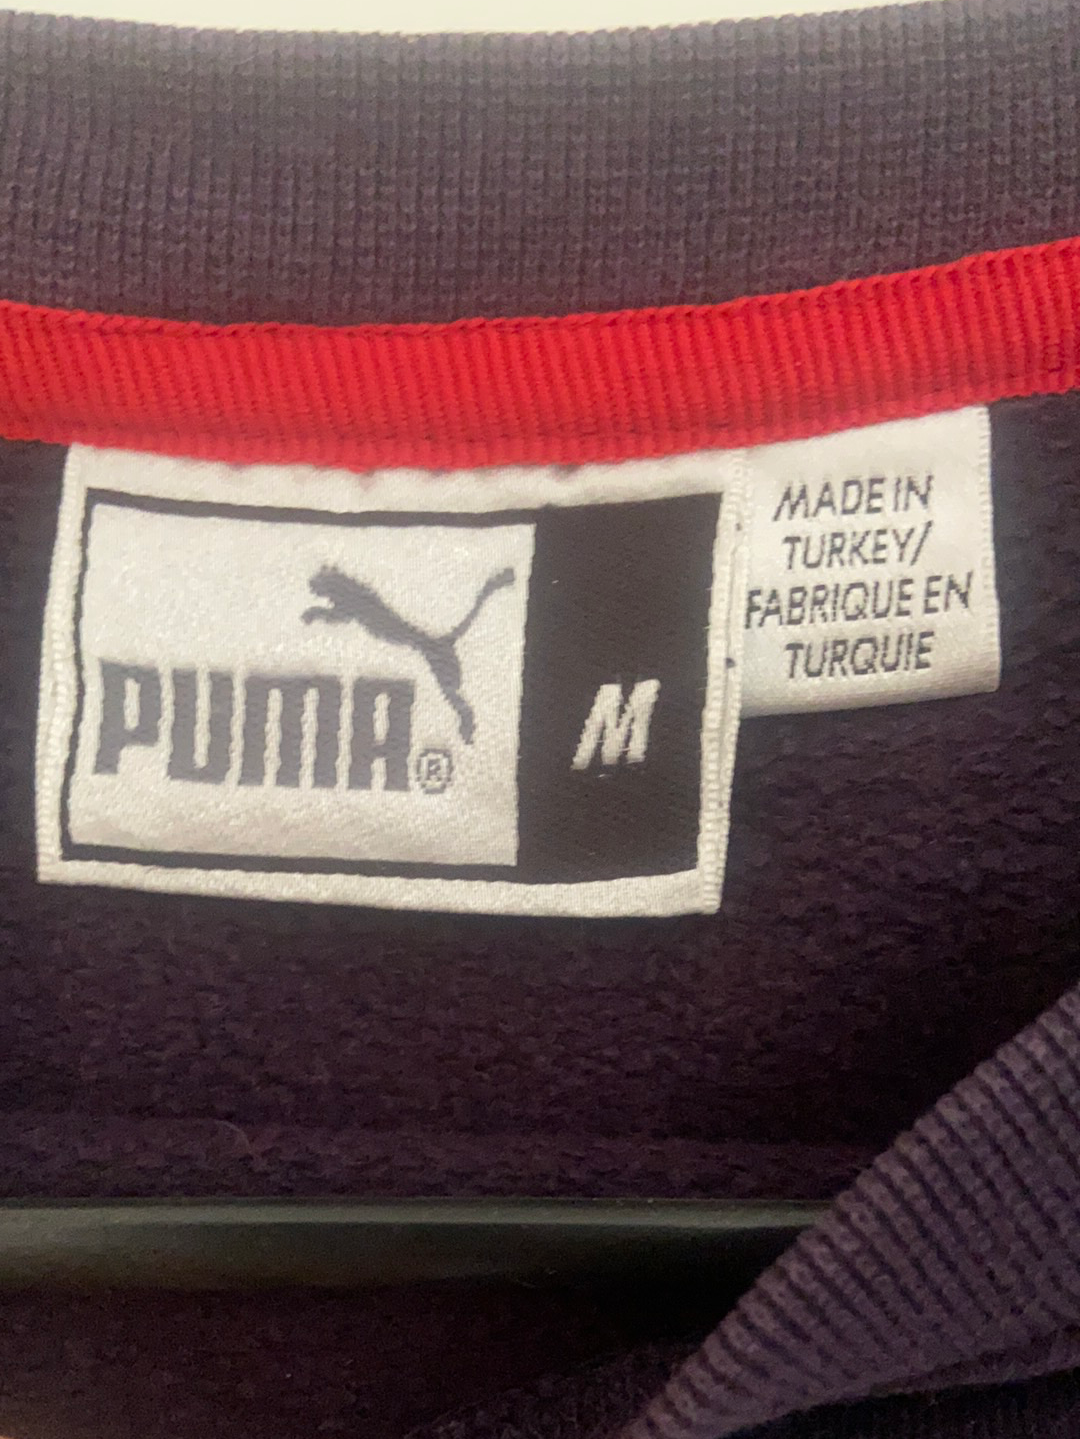 PUMA®
M
MADE IN
TURKEY/
FABRIQUE EN
TURQUIE